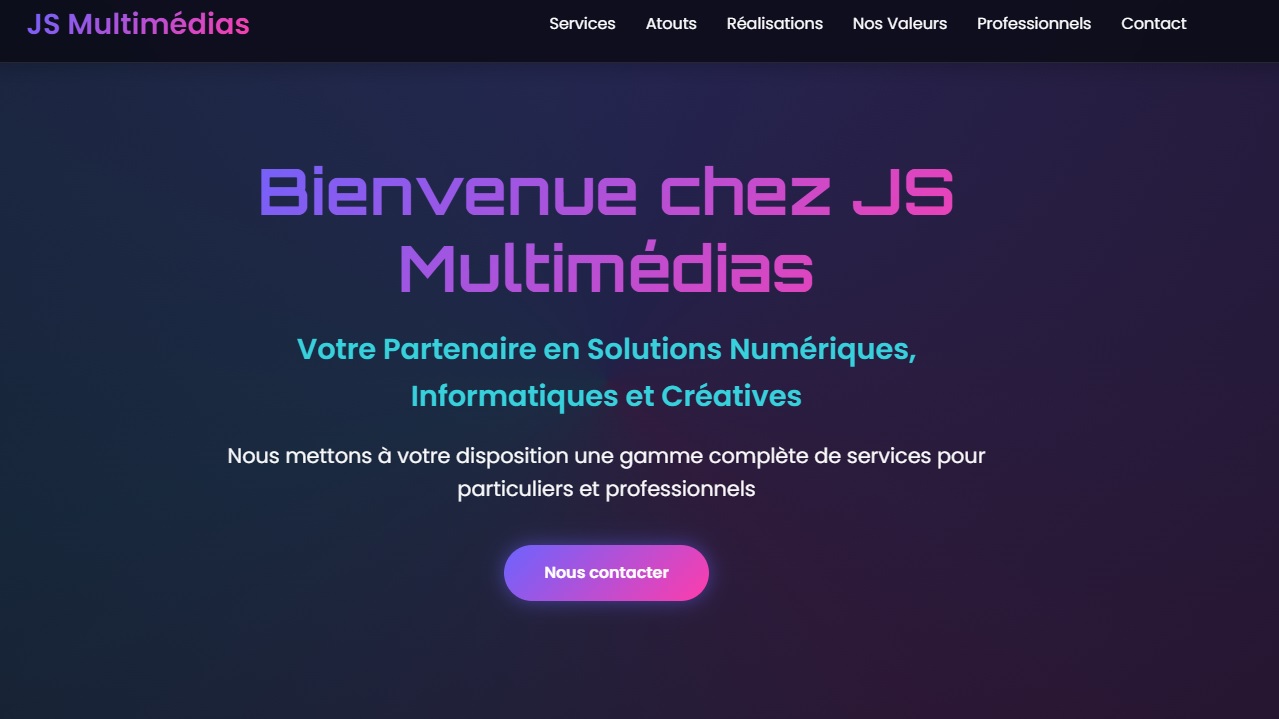 JS Multimédias
Services Atouts Réalisations Nos Valeurs Professionnels Contact
Bienvenue chez JS
Multimédias
Votre Partenaire en Solutions Numériques,
Informatiques et Créatives
Nous mettons à votre disposition une gamme complète de services pour
particuliers et professionnels
Nous contacter